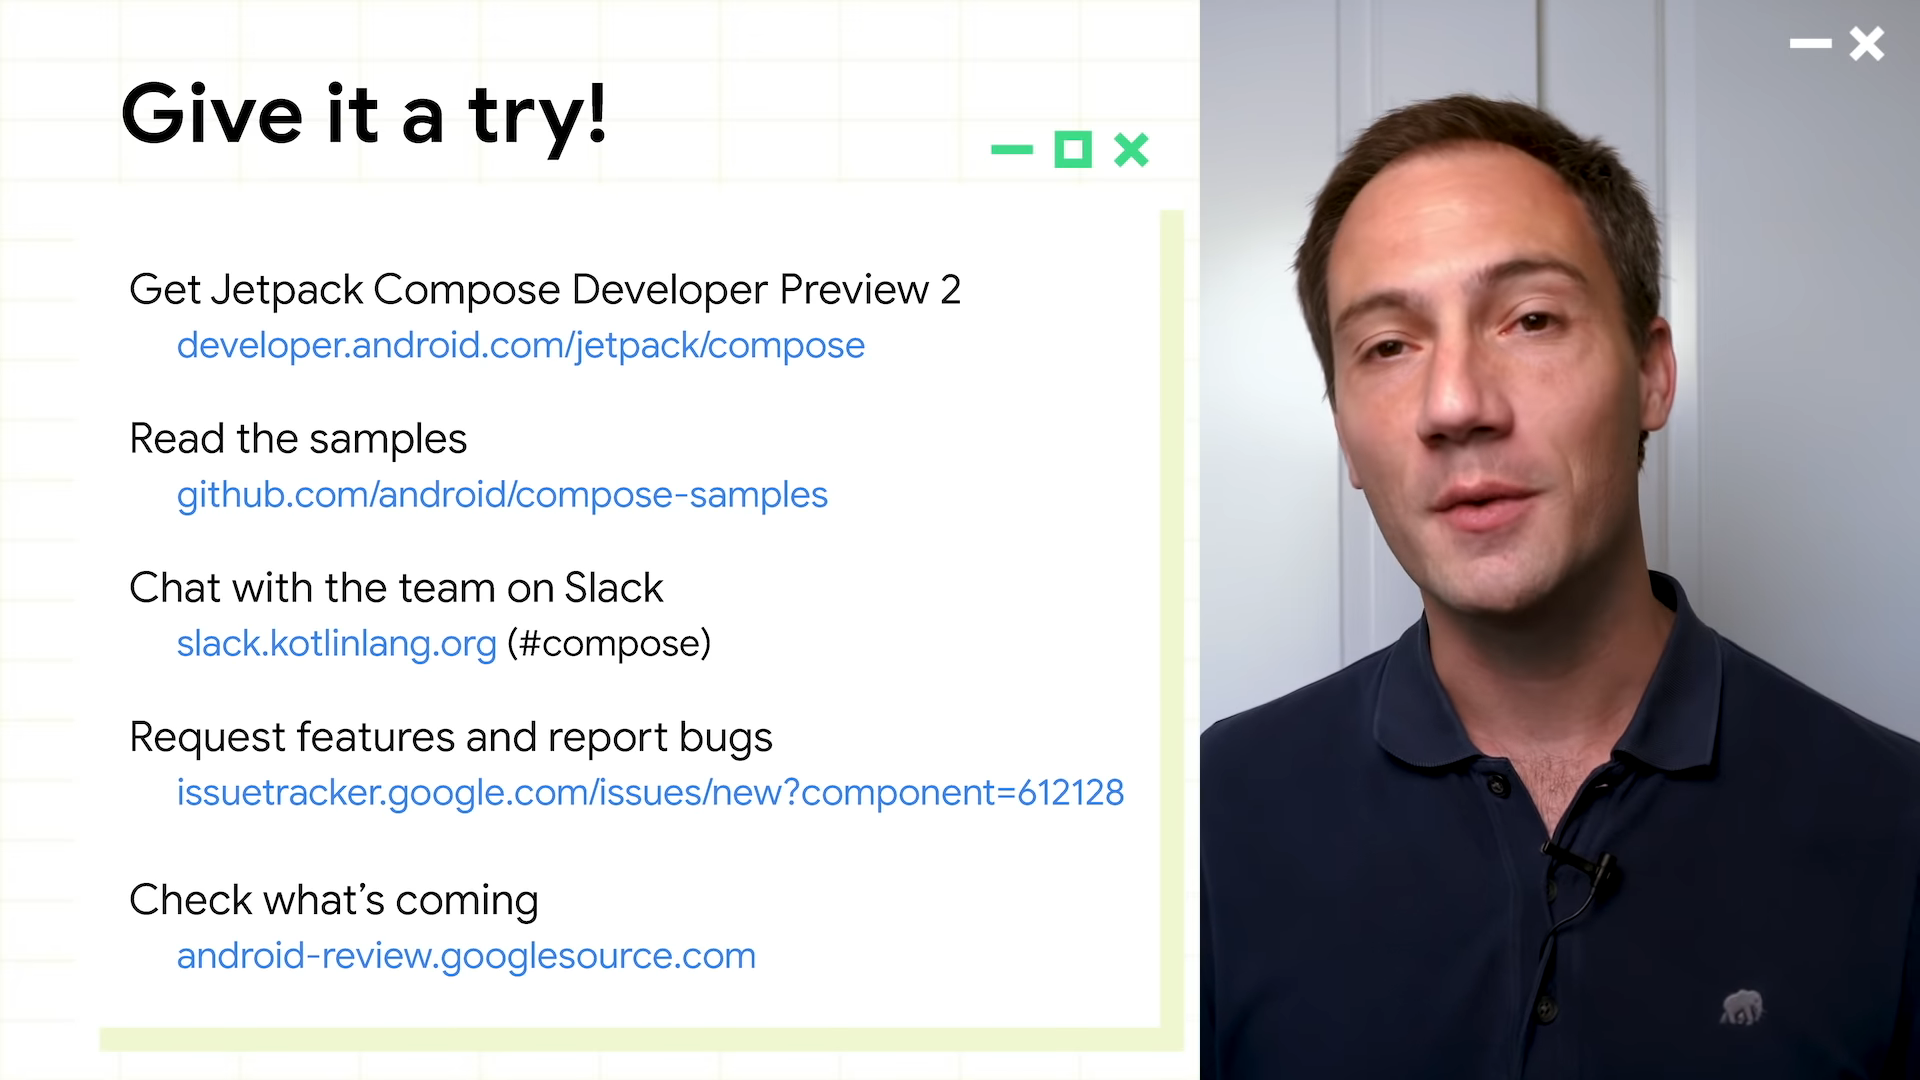 Give it a try!
Get Jetpack Compose Developer Preview 2
developer.android.com/jetpack/compose
Read the samples
github.com/android/compose-samples
Chat with the team on Slack
slack.kotlinlang.org (#compose)
Request features and report bugs
issuetracker.google.com/issues/new?component=612128
Check what’s coming
android-review.googlesource.com